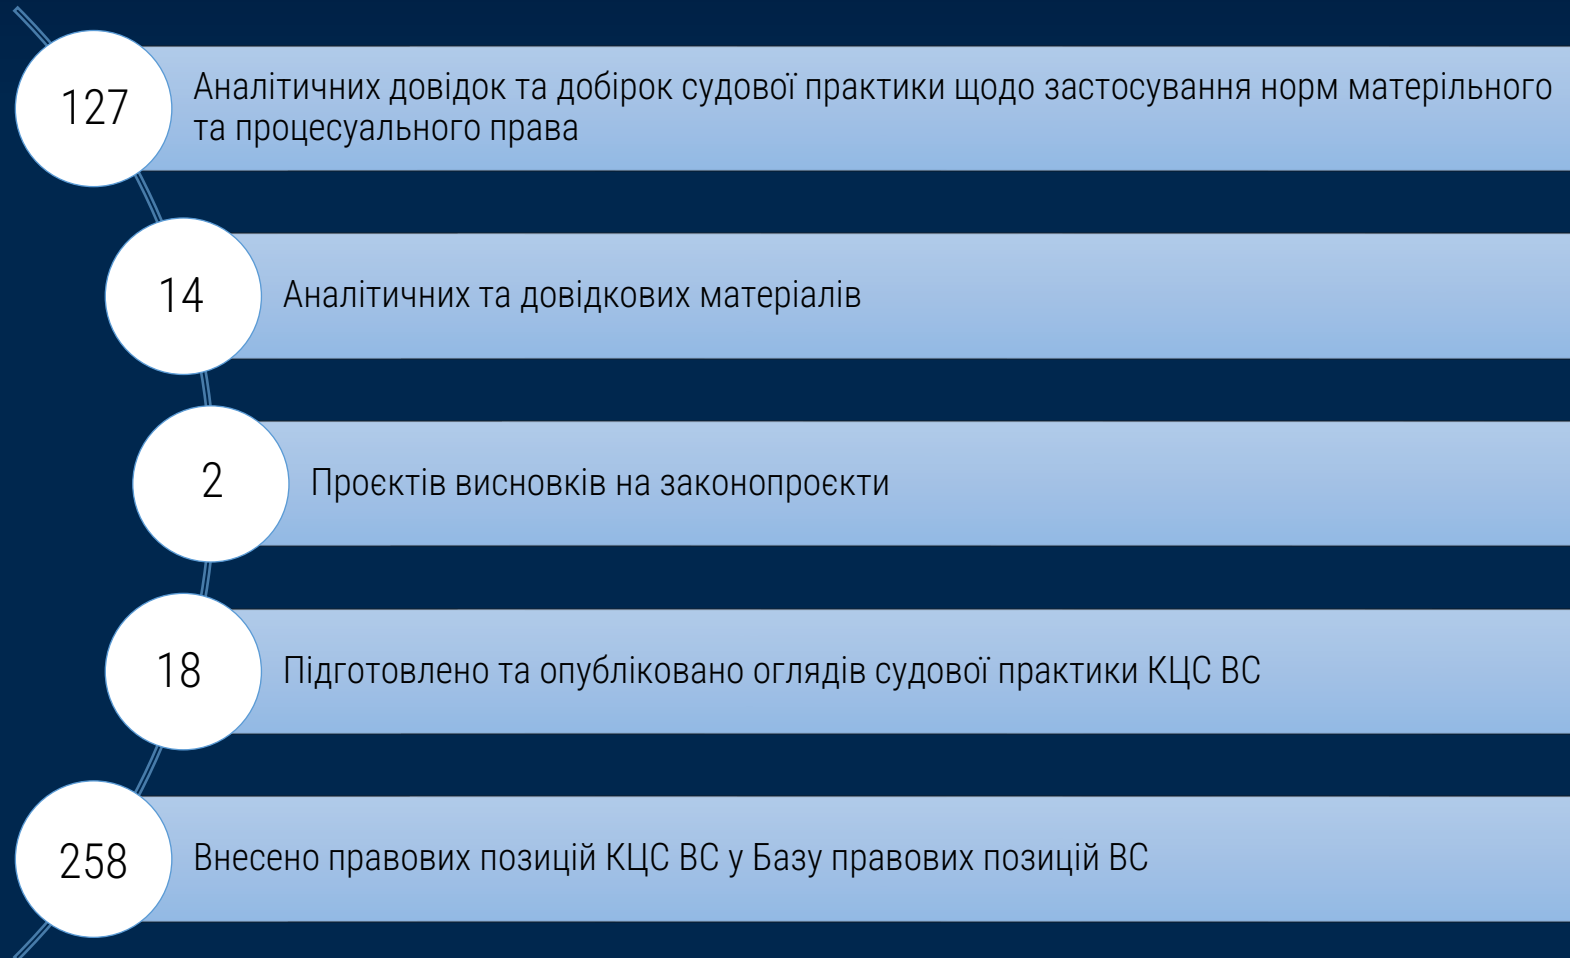 127
Аналітичних довідок та добірок судової практики щодо застосування норм матерільного
та процесуального права
14
Аналітичних та довідкових матеріалів
2
Проєктів висновків на законопроєкти
18
Підготовлено та опубліковано оглядів судової практики КЦС ВС
258
Внесено правових позицій КЦС ВС у Базу правових позицій ВС